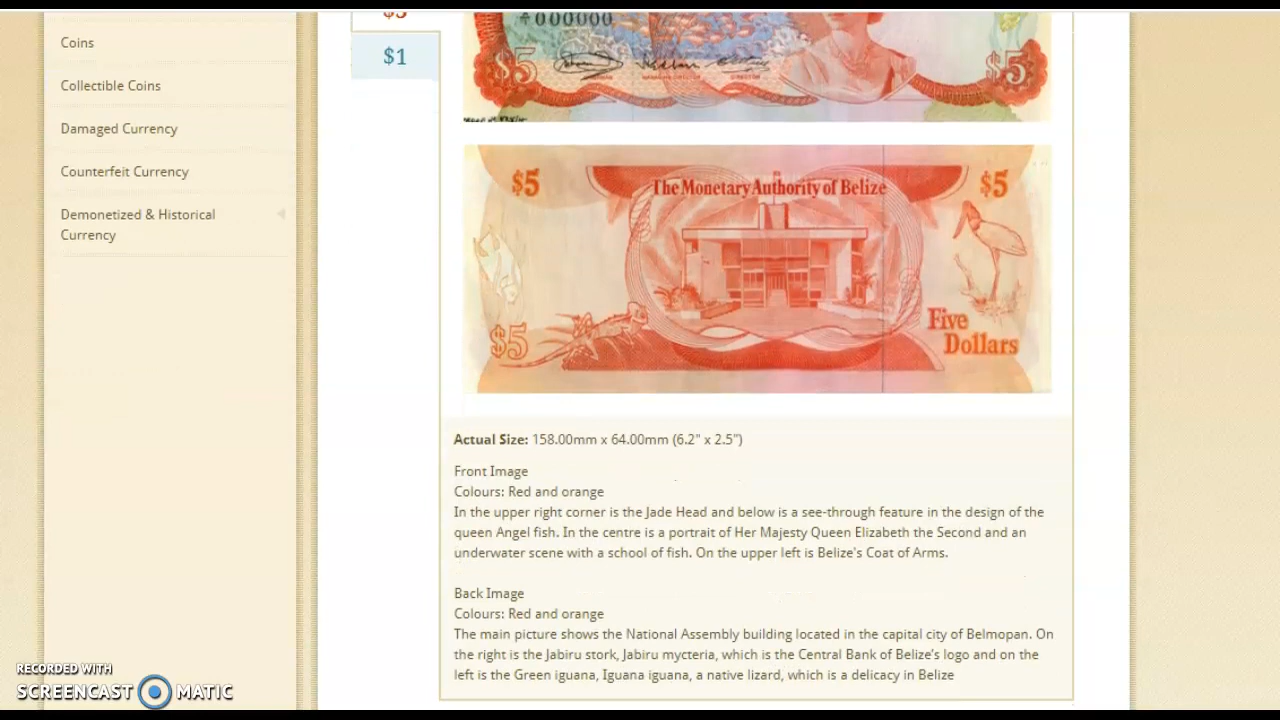 Coins
Collectible Coins
Damaged Currency
Counterfeit Currency
Demonetized & Historical
Currency
$5
$1
000000
$5
$5
$5
The Monetary Authority of Belize
5
$5
Five
Dollars
Actual Size: 158.00mm x 64.00mm (6.2" x 2.5")
Front Image
Colours: Red and orange
In the upper right corner is the Jade Head and below is a see-through feature in the design of the
queen Angel fish. In the centre is a portrait of Her Majesty Queen Elizabeth the Second and an
underwater scene with a school of fish. On the upper left is Belize's Coat of Arms.
Back Image
Colours: Red and orange
The main picture shows the National Assembly building located in the capital city of Belmopan. On
the right is the Jabiru stork, Jabiru mycteria, which is the Central Bank of Belize's logo and on the
left is the Green iguana, Iguana iguana, a native lizard, which is a delicacy in Belize
RECORDED WITH
SCREENCAST MATIC